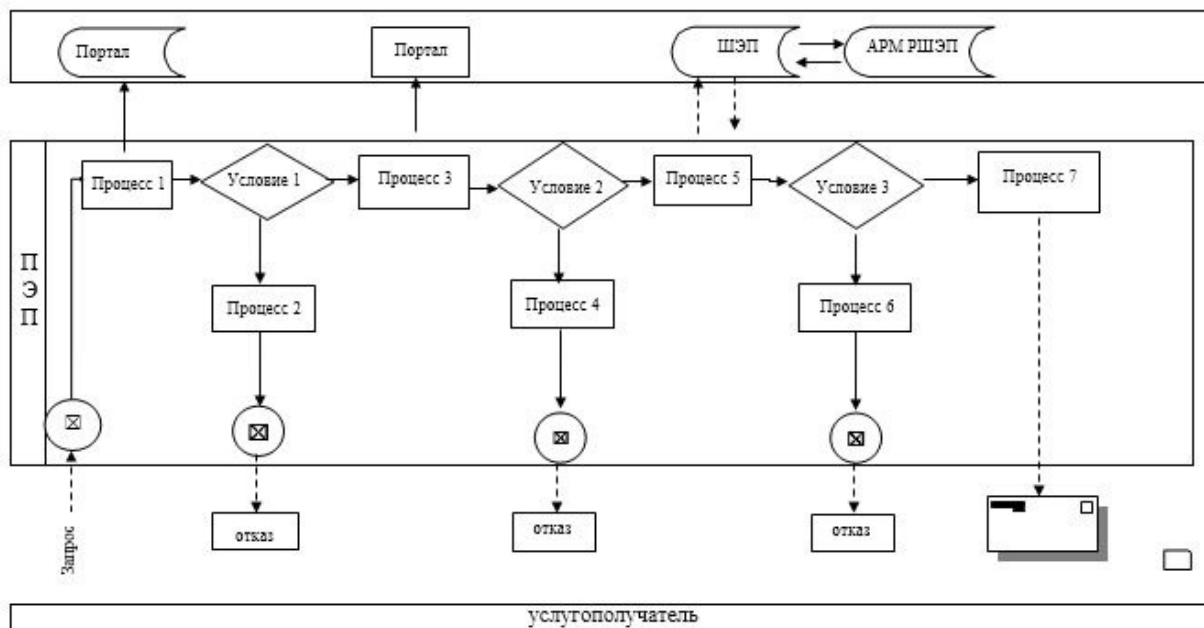 Портал
Портал
ШЭП
АРМ РШЭП
Процесс 1
Условие 1
Процесс 3
Условие 2
Процесс 5
Условие 3
Процесс 7
П
Э
П
Процесс 2
Процесс 4
Процесс 6
Запрос
отказ
отказ
отказ
услугополучатель